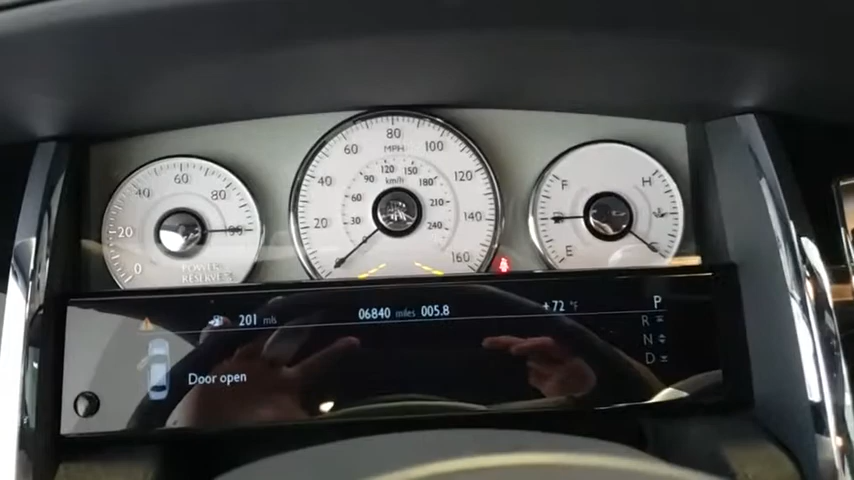 40 60 80
20 100
0
POWER
RESERVE %
60 80 100
MPH
40 120
20 140
160
90 120 150
km/h
60 180
30 210
240
F
E
H
C
201 mls
06840 miles 005.8
+72 °F
P
R
N
D
Door open